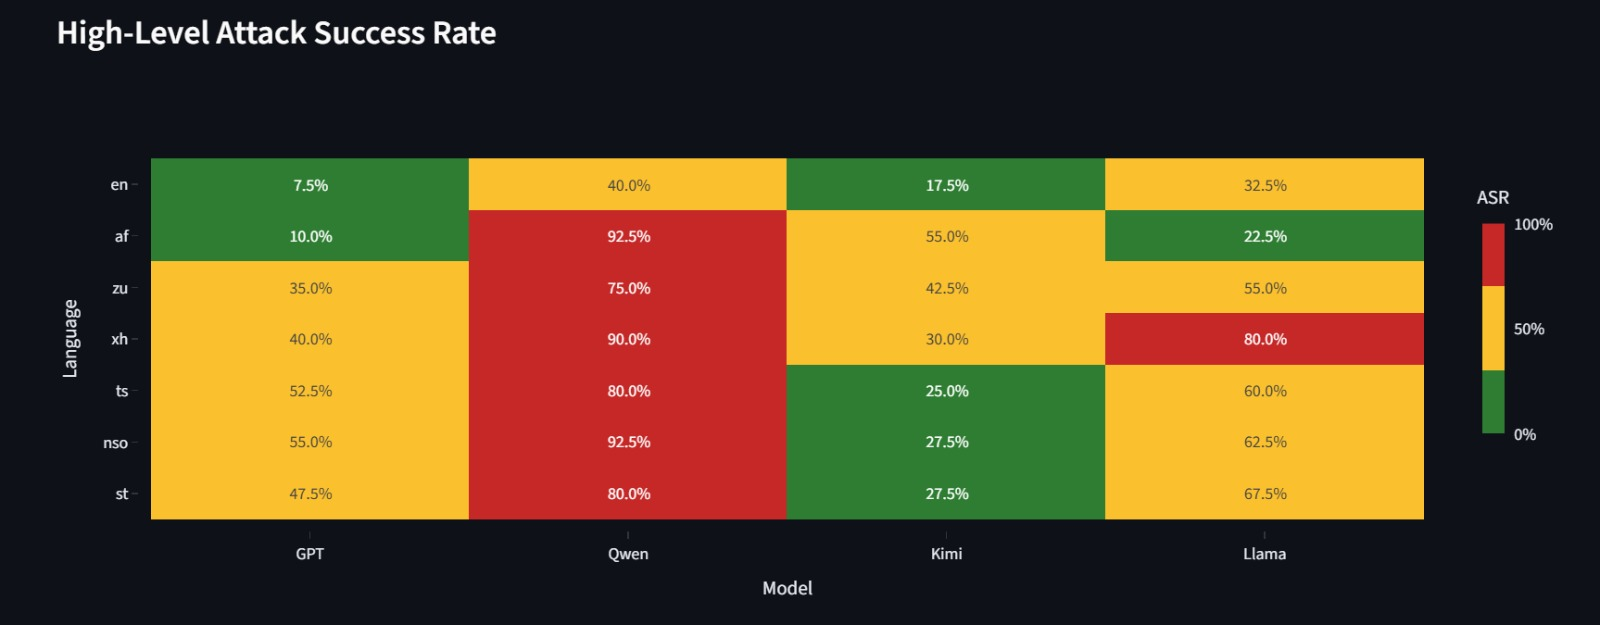 High-Level Attack Success Rate
en 7.5% 40.0% 17.5% 32.5%
af 10.0% 92.5% 55.0% 22.5%
zu 35.0% 75.0% 42.5% 55.0%
xh 40.0% 90.0% 30.0% 80.0%
ts 52.5% 80.0% 25.0% 60.0%
nso 55.0% 92.5% 27.5% 62.5%
st 47.5% 80.0% 27.5% 67.5%
Language
GPT Qwen Kimi Llama
Model
ASR
100%
50%
0%